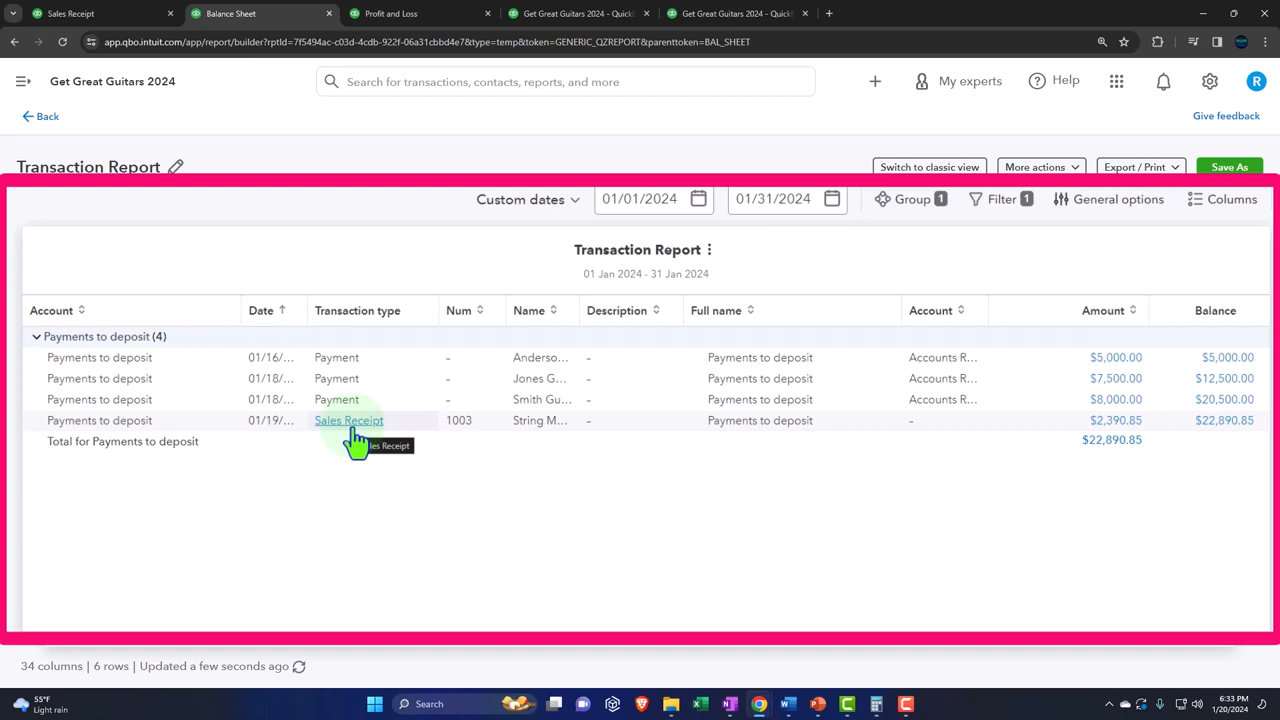 Sales Receipt
Balance Sheet
Profit and Loss
Get Great Guitars 2024 - QuickB
Get Great Guitars 2024 - QuickB
app.qbo.intuit.com/app/report/builder?rptId=7f5494ac-c03d-4cdb-922f-06a31cbbd4e7&type=temp&token=GENERIC_QZREPORT&parenttoken=BAL_SHEET
Get Great Guitars 2024
Search for transactions, contacts, reports, and more
My experts
Help
R
Back
Give feedback
Transaction Report
Switch to classic view
More actions
Export / Print
Save As
Custom dates
01/01/2024
01/31/2024
Group 1
Filter 1
General options
Columns
Transaction Report
01 Jan 2024 - 31 Jan 2024
Account Date Transaction type Num Name Description Full name Account Amount Balance
Payments to deposit (4)
Payments to deposit 01/16/... Payment – Anderso... – Payments to deposit Accounts R... $5,000.00 $5,000.00
Payments to deposit 01/18/... Payment – Jones G... – Payments to deposit Accounts R... $7,500.00 $12,500.00
Payments to deposit 01/18/... Payment – Smith Gu... – Payments to deposit Accounts R... $8,000.00 $20,500.00
Payments to deposit 01/19/... Sales Receipt 1003 String M... – Payments to deposit – $2,390.85 $22,890.85
les Receipt
Total for Payments to deposit $22,890.85
34 columns | 6 rows | Updated a few seconds ago
55°F
Light rain
Search
6:33 PM
1/20/2024